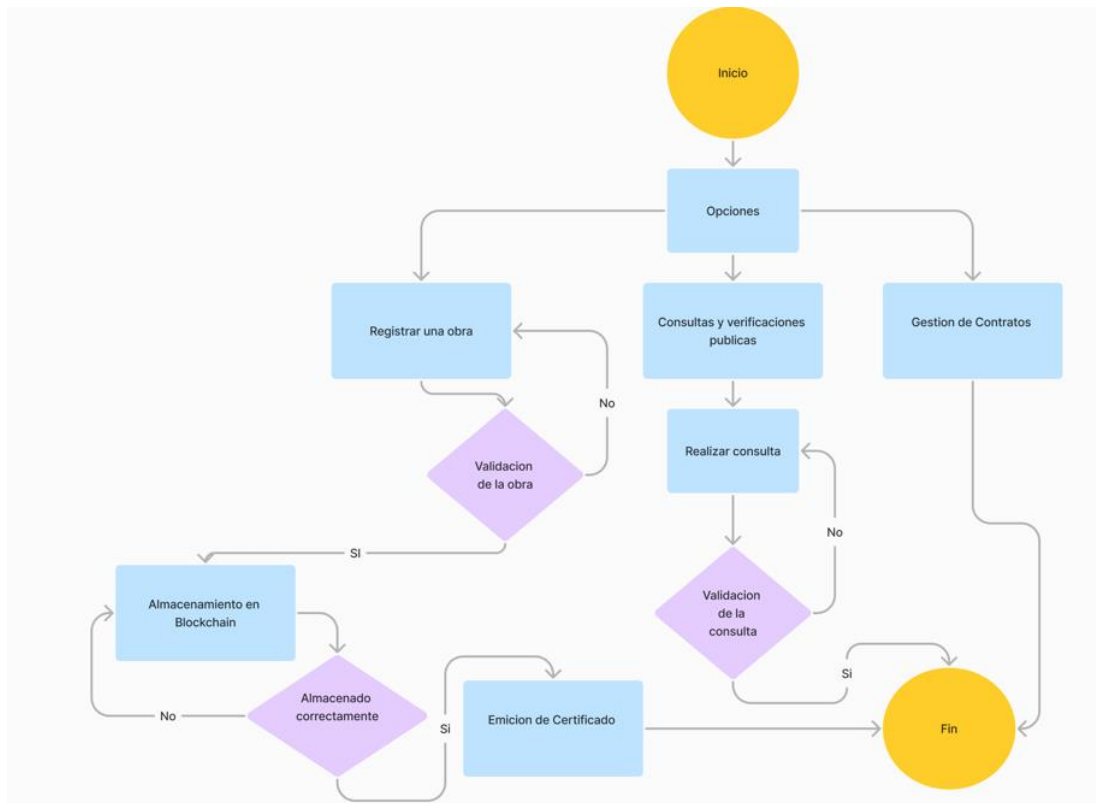 Inicio
Opciones
Registrar una obra
Consultas y verificaciones
publicas
Gestion de Contratos
No
Realizar consulta
Validacion
de la obra
No
SI
Almacenamiento en
Blockchain
Validacion
de la
consulta
Almacenado
correctamente
No
Si
Emicion de Certificado
Si
Fin